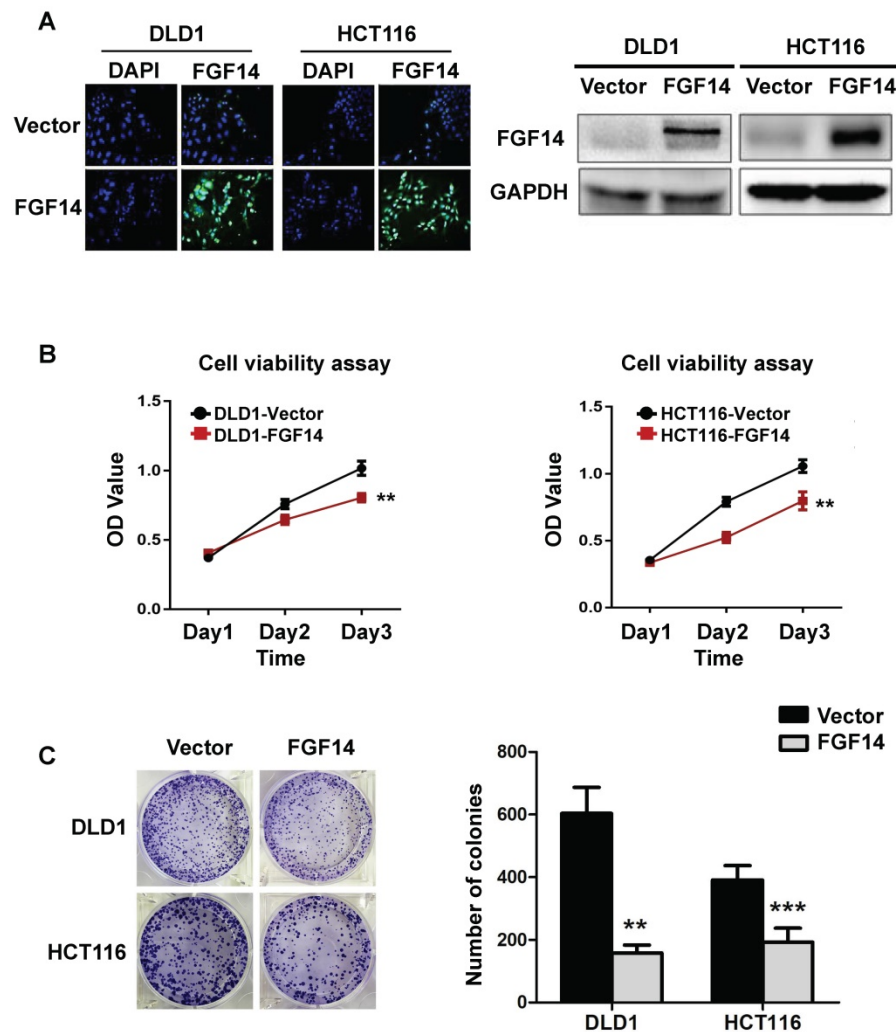 A
DLD1 HCT116
DAPI FGF14 DAPI FGF14
Vector
FGF14
DLD1 HCT116
Vector FGF14 Vector FGF14
FGF14
GAPDH
B
Cell viability assay
DLD1-Vector
DLD1-FGF14
1.5
1.0
0.5
0.0
OD Value
**
Day1 Day2 Day3
Time
Cell viability assay
HCT116-Vector
HCT116-FGF14
1.5
1.0
0.5
0.0
OD Value
**
Day1 Day2 Day3
Time
C
Vector FGF14
DLD1
HCT116
Vector
FGF14
800
600
400
200
0
Number of colonies
**
***
DLD1 HCT116